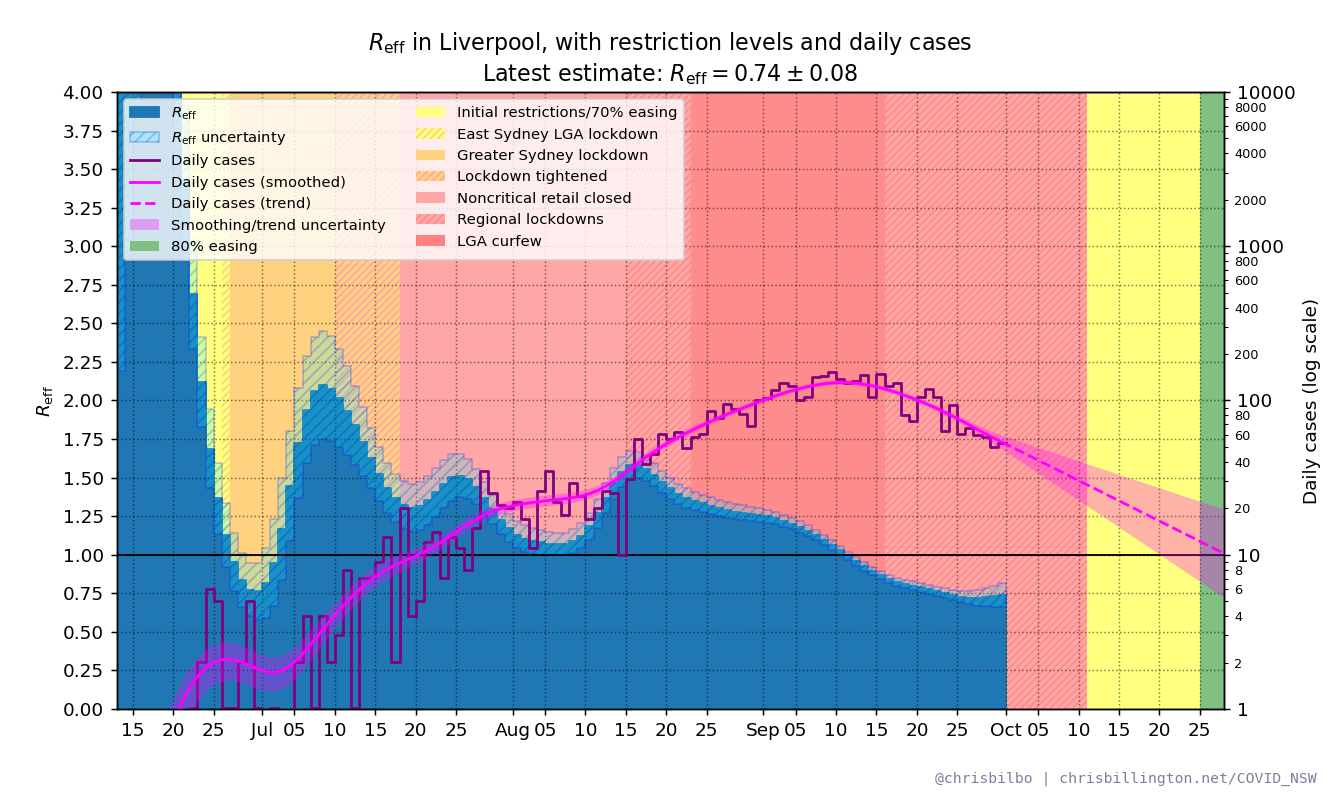 Reff in Liverpool, with restriction levels and daily cases
Latest estimate: Reff = 0.74 ± 0.08
Reff
Reff uncertainty
Daily cases
Daily cases (smoothed)
Daily cases (trend)
Smoothing/trend uncertainty
80% easing
Initial restrictions/70% easing
East Sydney LGA lockdown
Greater Sydney lockdown
Lockdown tightened
Noncritical retail closed
Regional lockdowns
LGA curfew
Reff
4.00
3.75
3.50
3.25
3.00
2.75
2.50
2.25
2.00
1.75
1.50
1.25
1.00
0.75
0.50
0.25
0.00
10000
8000
6000
4000
2000
1000
800
600
400
200
100
80
60
40
20
10
8
6
4
2
1
Daily cases (log scale)
15 20 25 Jul 05 10 15 20 25 Aug 05 10 15 20 25 Sep 05 10 15 20 25 Oct 05 10 15 20 25
@chrisbilbo | chrisbillington.net/COVID_NSW